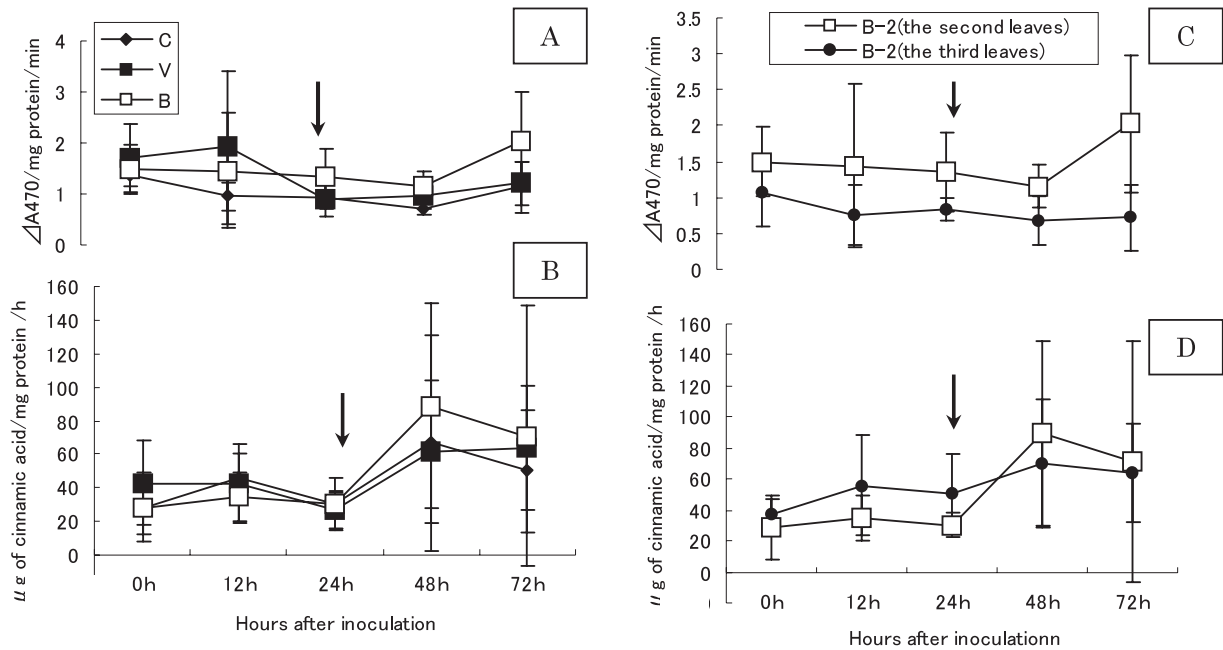 A
C
V
B
⊿A470/mg protein/min
4
3
2
1
0
B
μg of cinnamic acid/mg protein /h
160
140
120
100
80
60
40
20
0
0h 12h 24h 48h 72h
Hours after inoculation
C
B-2(the second leaves)
B-2(the third leaves)
⊿A470/mg protein/min
3.5
3
2.5
2
1.5
1
0.5
0
D
μg of cinnamic acid/mg protein /h
160
140
120
100
80
60
40
20
0
0h 12h 24h 48h 72h
Hours after inoculationn